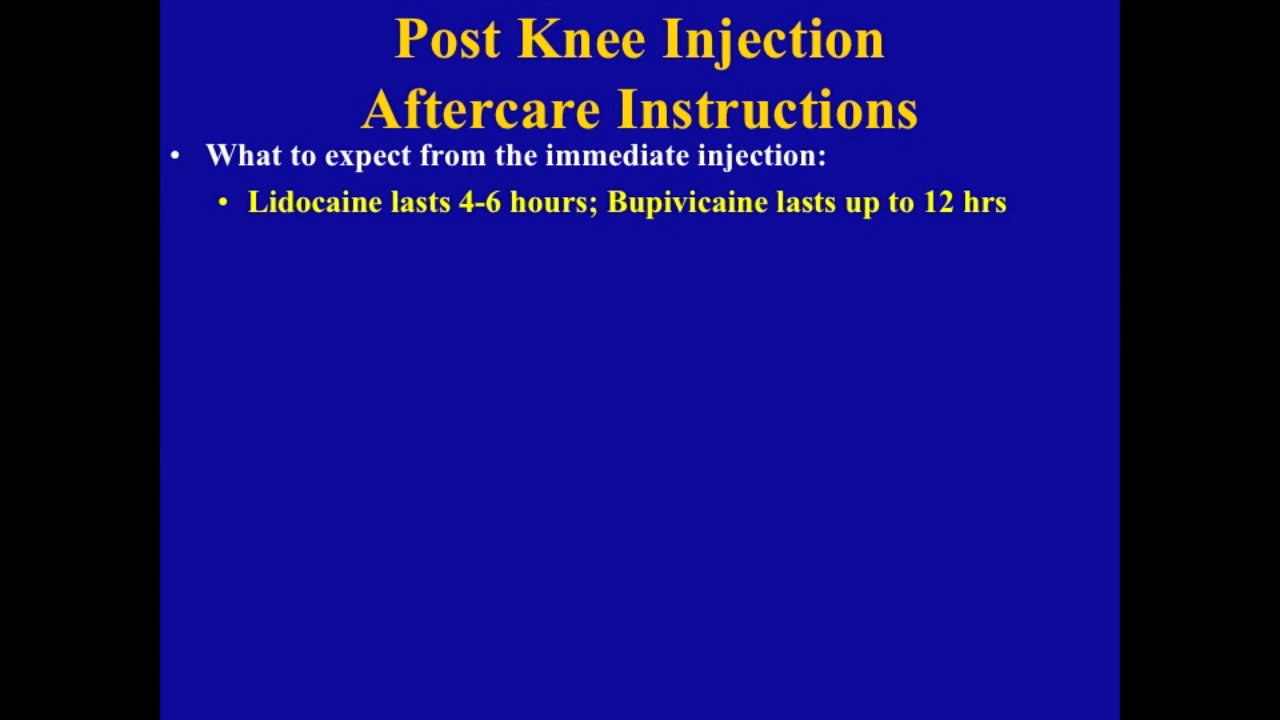 Post Knee Injection
Aftercare Instructions
• What to expect from the immediate injection:
• Lidocaine lasts 4-6 hours; Bupivicaine lasts up to 12 hrs